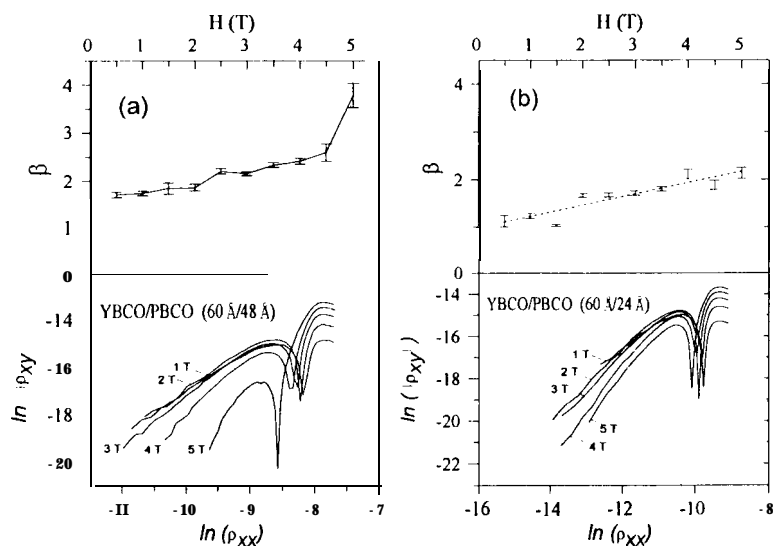 H (T)
0 1 2 3 4 5
4
(a)
3
β
2
1
0
YBCO/PBCO (60 Å/48 Å)
-14
ln |ρxy|
1 T
-16
2 T
-18
3 T 4 T 5 T
-20
-11 -10 -9 -8 -7
ln (ρxx)
H (T)
0 1 2 3 4 5
4
(b)
β
2
0
YBCO/PBCO (60 Å/24 Å)
-14
ln (|ρxy|)
-16
1 T
2 T
3 T
-18
5 T
-20
4 T
-22
-16 -14 -12 -10 -8
ln (ρxx)